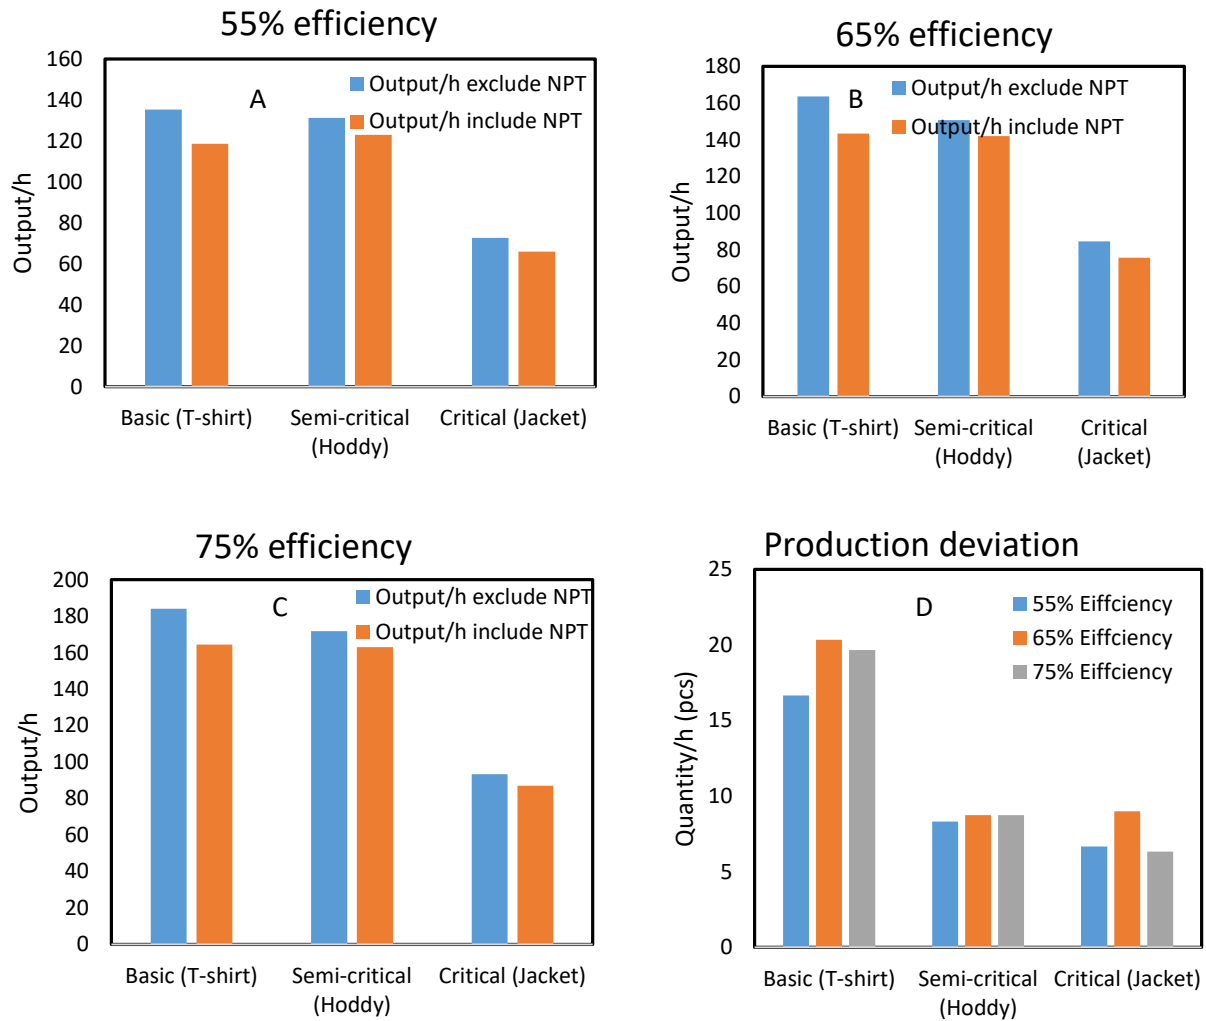 55% efficiency
A
Output/h exclude NPT
Output/h include NPT
160
140
120
100
80
60
40
20
0
Output/h
Basic (T-shirt)
Semi-critical
(Hoddy)
Critical (Jacket)
65% efficiency
B
Output/h exclude NPT
Output/h include NPT
180
160
140
120
100
80
60
40
20
0
Output/h
Basic (T-shirt)
Semi-critical
(Hoddy)
Critical
(Jacket)
75% efficiency
C
Output/h exclude NPT
Output/h include NPT
200
180
160
140
120
100
80
60
40
20
0
Output/h
Basic (T-shirt)
Semi-critical
(Hoddy)
Critical (Jacket)
Production deviation
D
55% Eiffciency
65% Eiffciency
75% Eiffciency
25
20
15
10
5
0
Quantity/h (pcs)
Basic (T-shirt)
Semi-critical
(Hoddy)
Critical (Jacket)